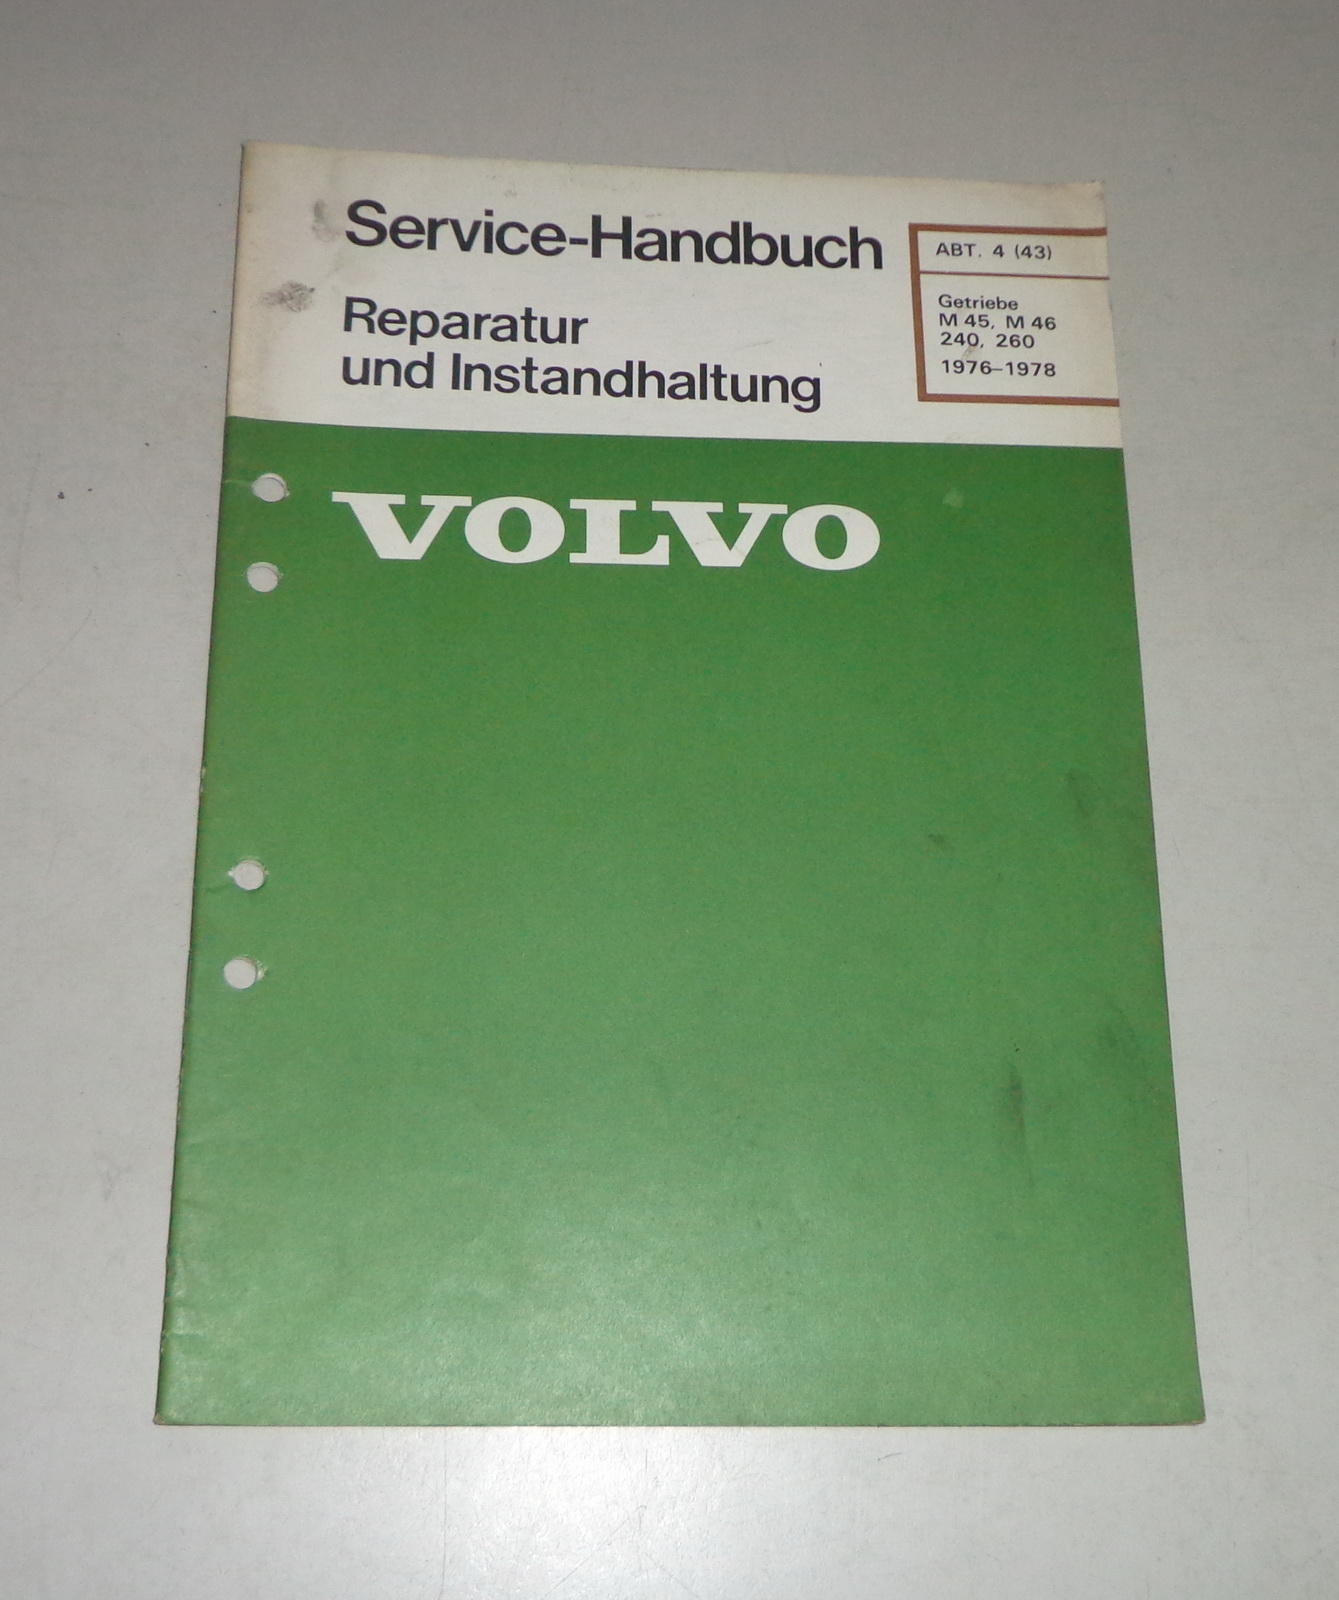 Service-Handbuch
Reparatur
und Instandhaltung
ABT. 4 (43)
Getriebe
M 45, M 46
240, 260
1976–1978
VOLVO